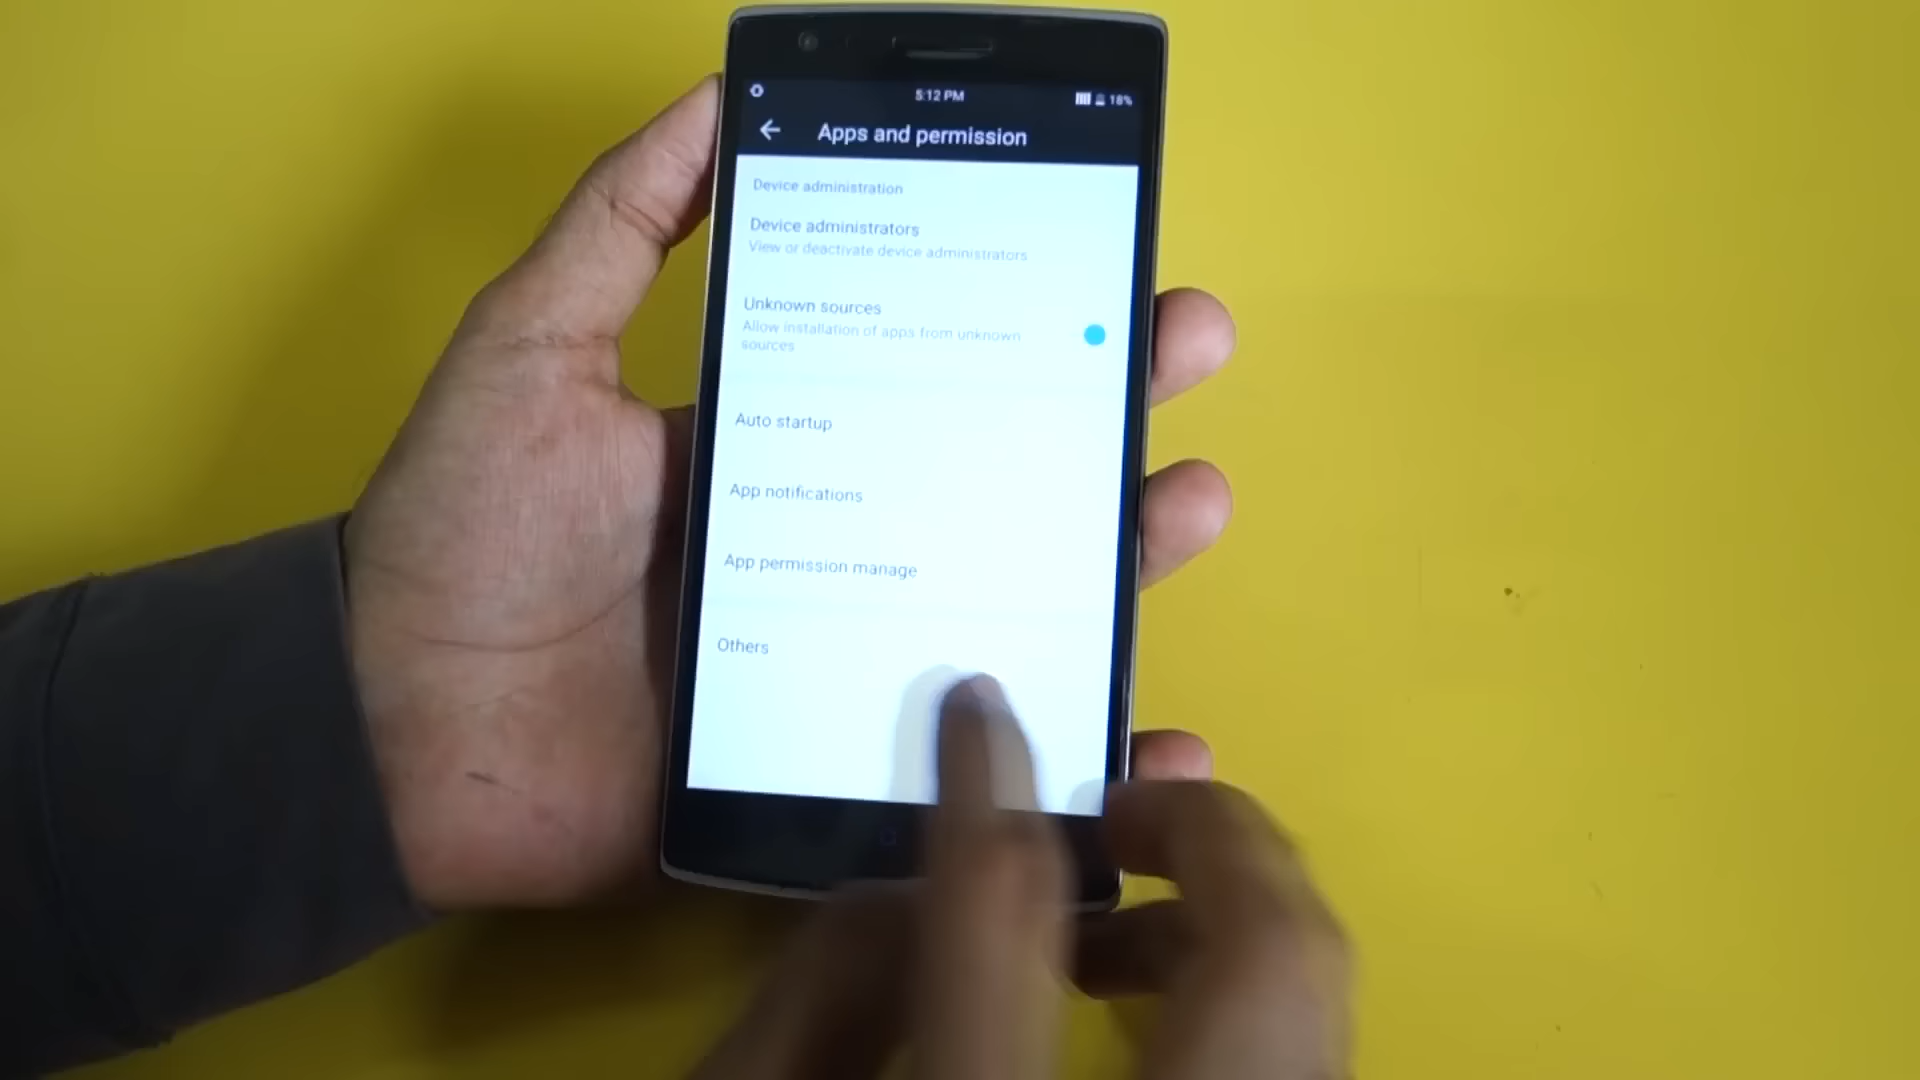 5:12 PM
18%
Apps and permission
Device administration
Device administrators
View or deactivate device administrators
Unknown sources
Allow installation of apps from unknown
sources
Auto startup
App notifications
App permission manage
Others